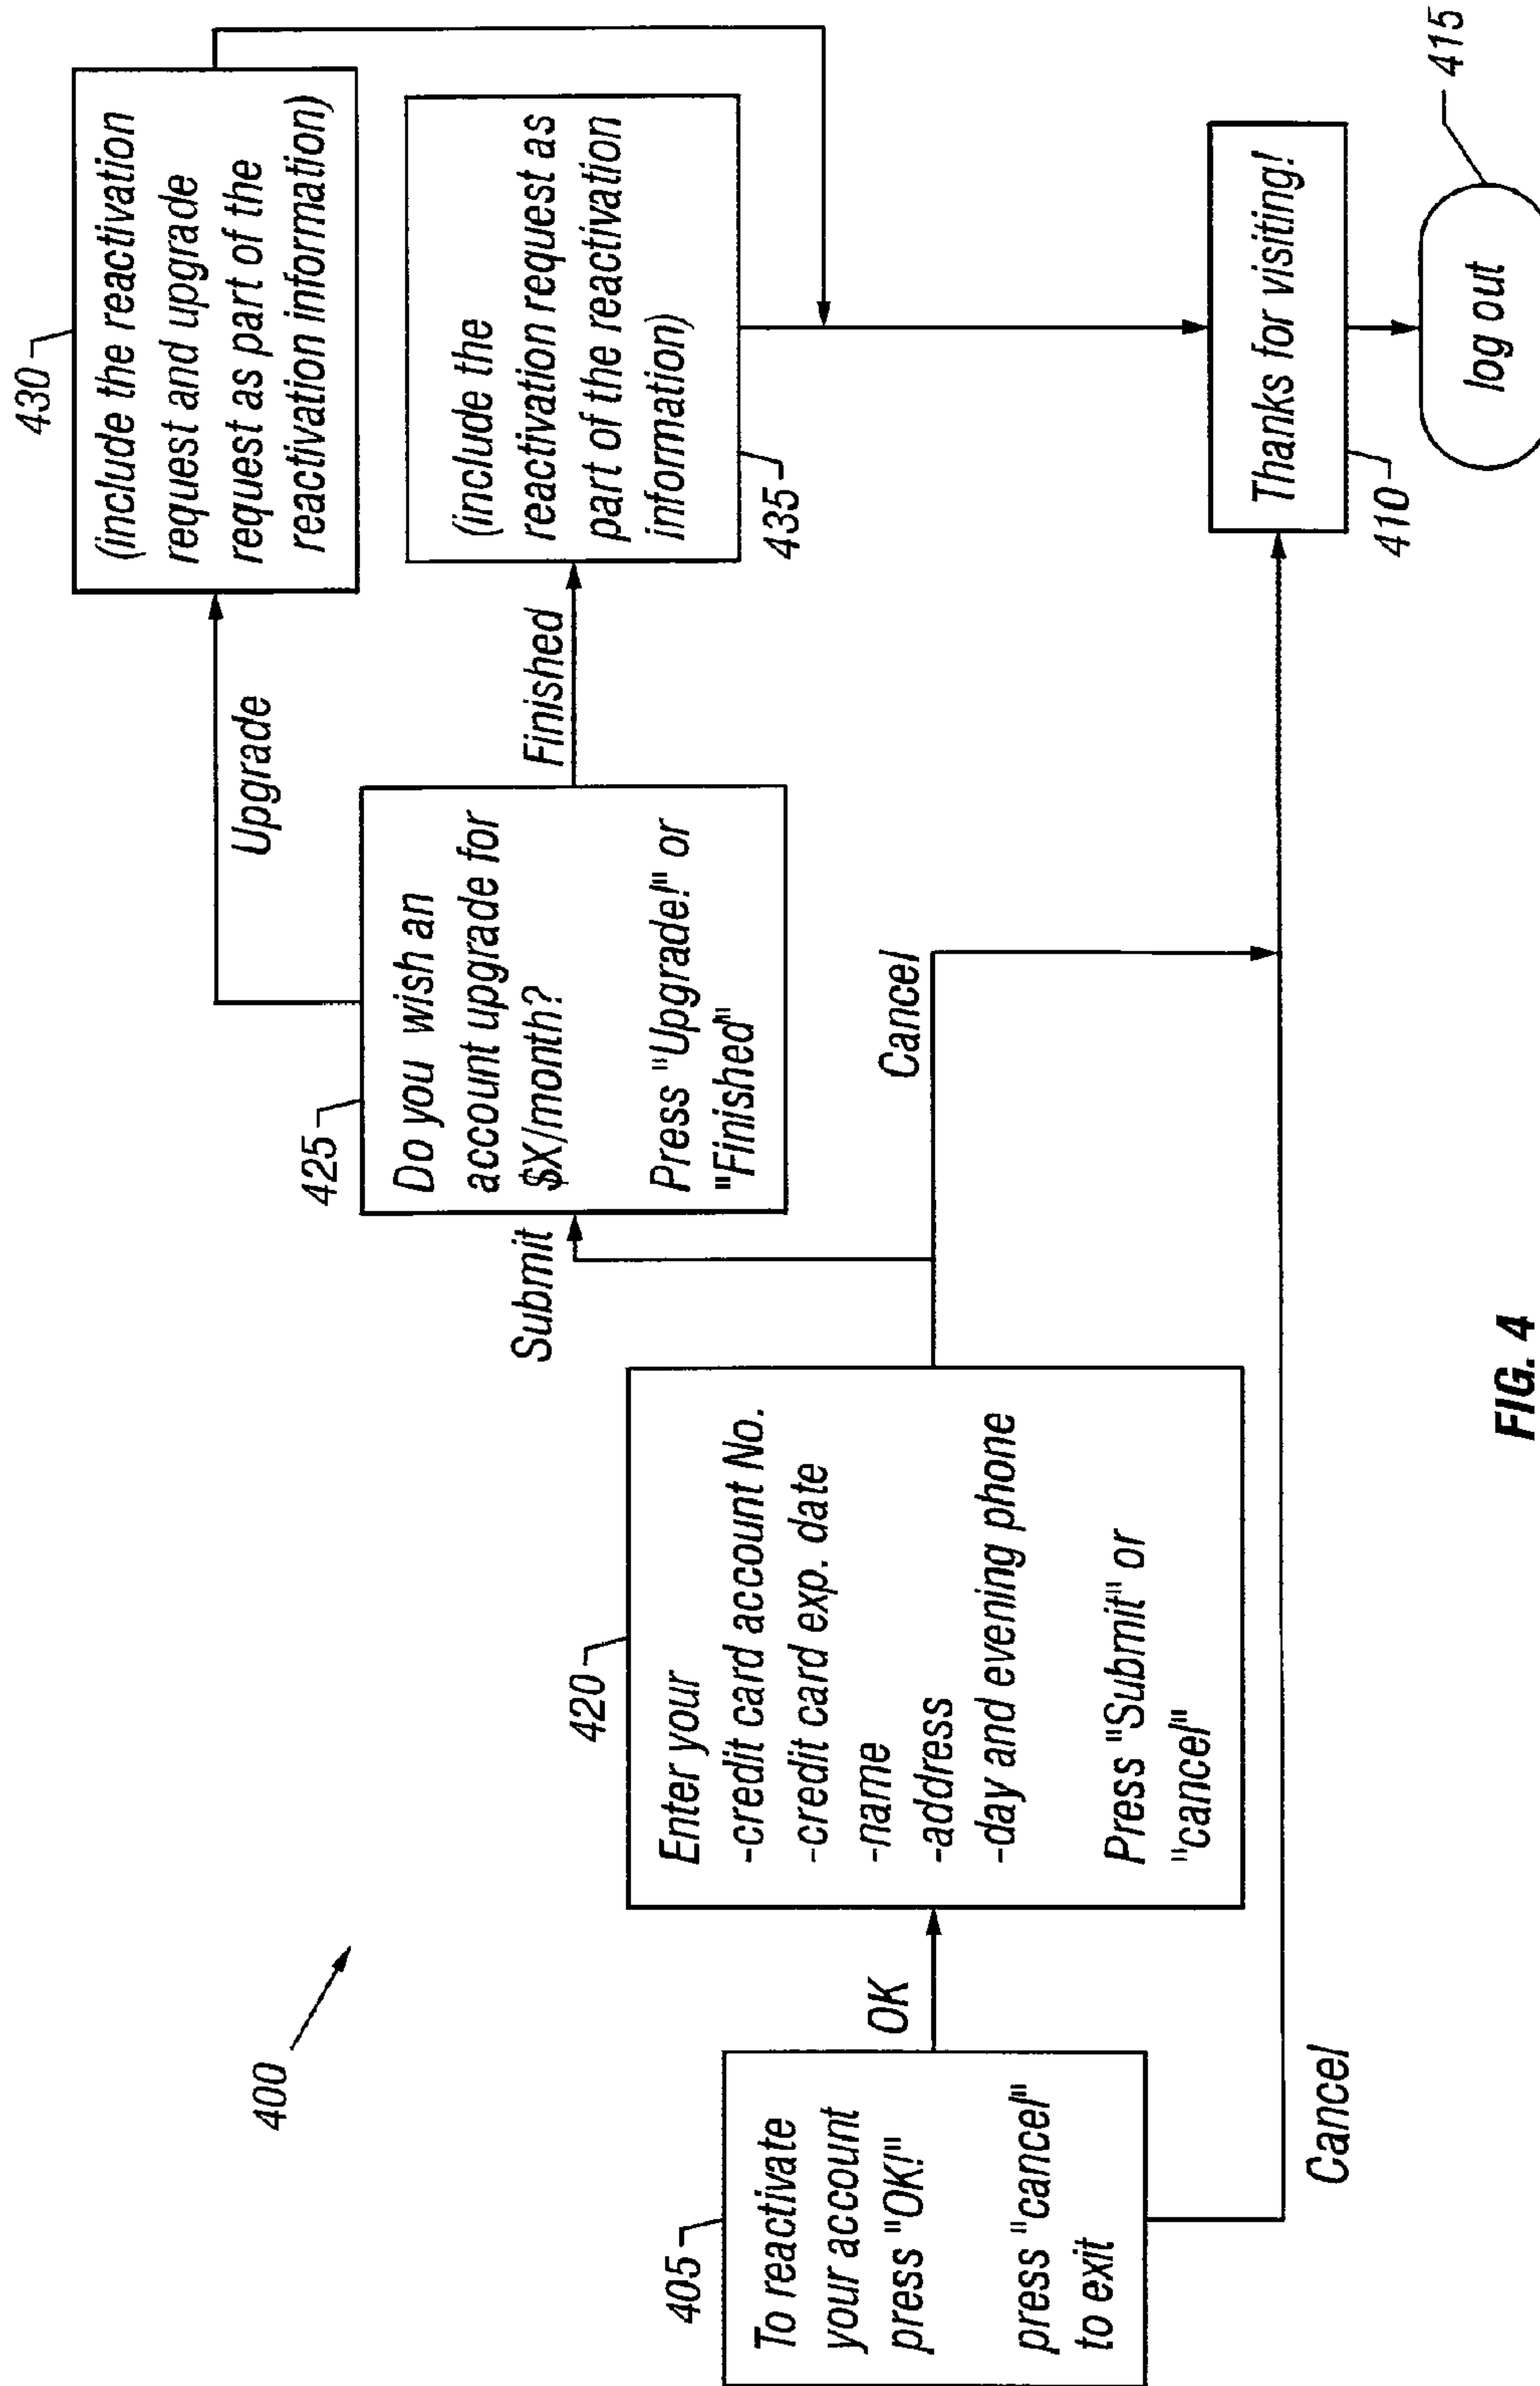 400
405
To reactivate
your account
press "OK!"
press "cancel"
to exit
OK
Cancel
420
Enter your
-credit card account No.
-credit card exp. date
-name
-address
-day and evening phone
Press "Submit" or
"cancel"
Submit
Cancel
425
Do you wish an
account upgrade for
$X/month?
Press "Upgrade!" or
"Finished"
Upgrade
Finished
430
(include the reactivation
request and upgrade
request as part of the
reactivation information)
(include the
reactivation request as
part of the reactivation
information)
435
Thanks for visiting!
410
log out
415
FIG. 4